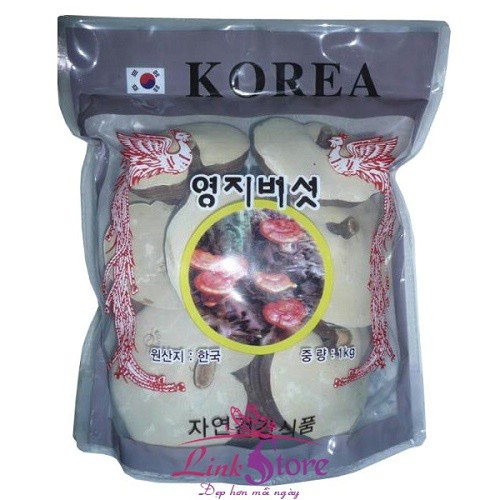 KOREA
영지버섯
원산지 : 한국
중량 : 1kg
자연건강식품
Link Store
Đẹp hơn mỗi ngày